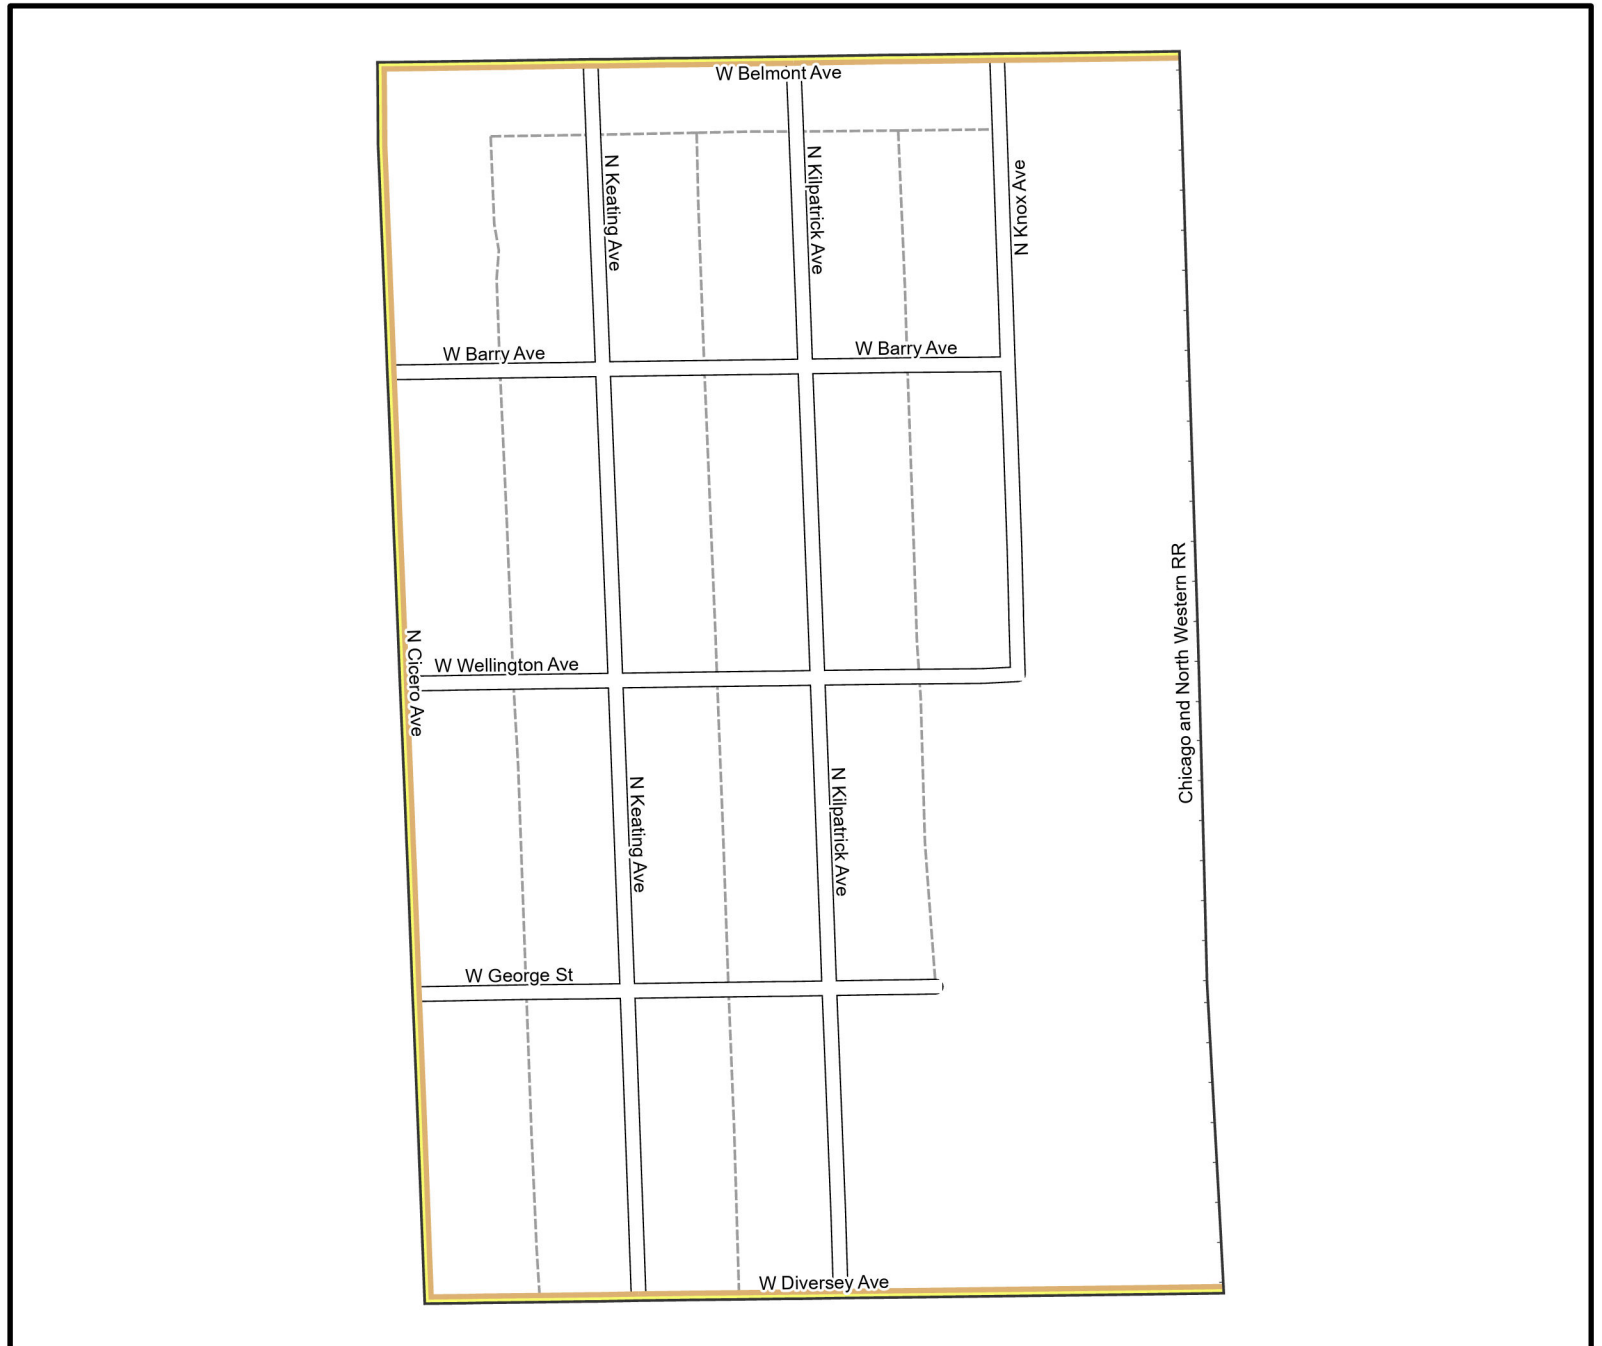 W Belmont Ave
N Keating Ave
N Kilpatrick Ave
N Knox Ave
W Barry Ave
W Barry Ave
Chicago and North Western RR
N Cicero Ave
W Wellington Ave
N Keating Ave
N Kilpatrick Ave
W George St
W Diversey Ave